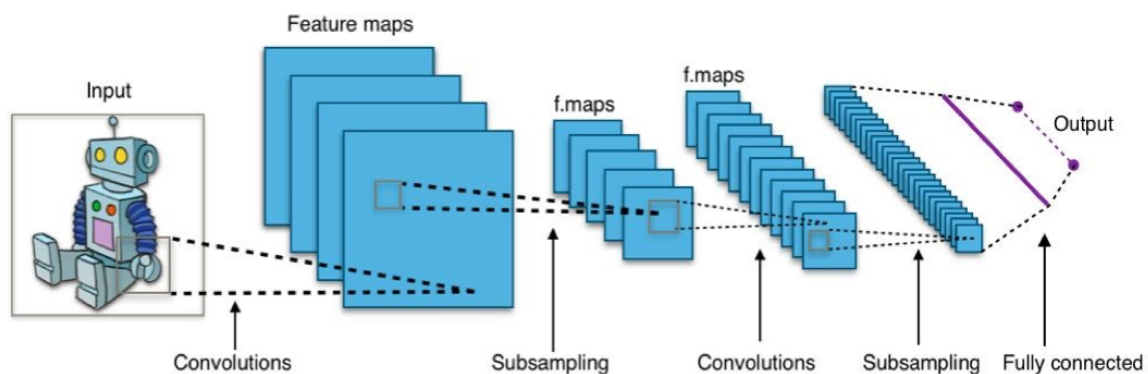 Feature maps
Input
f.maps
f.maps
Output
Convolutions
Subsampling
Convolutions
Subsampling
Fully connected